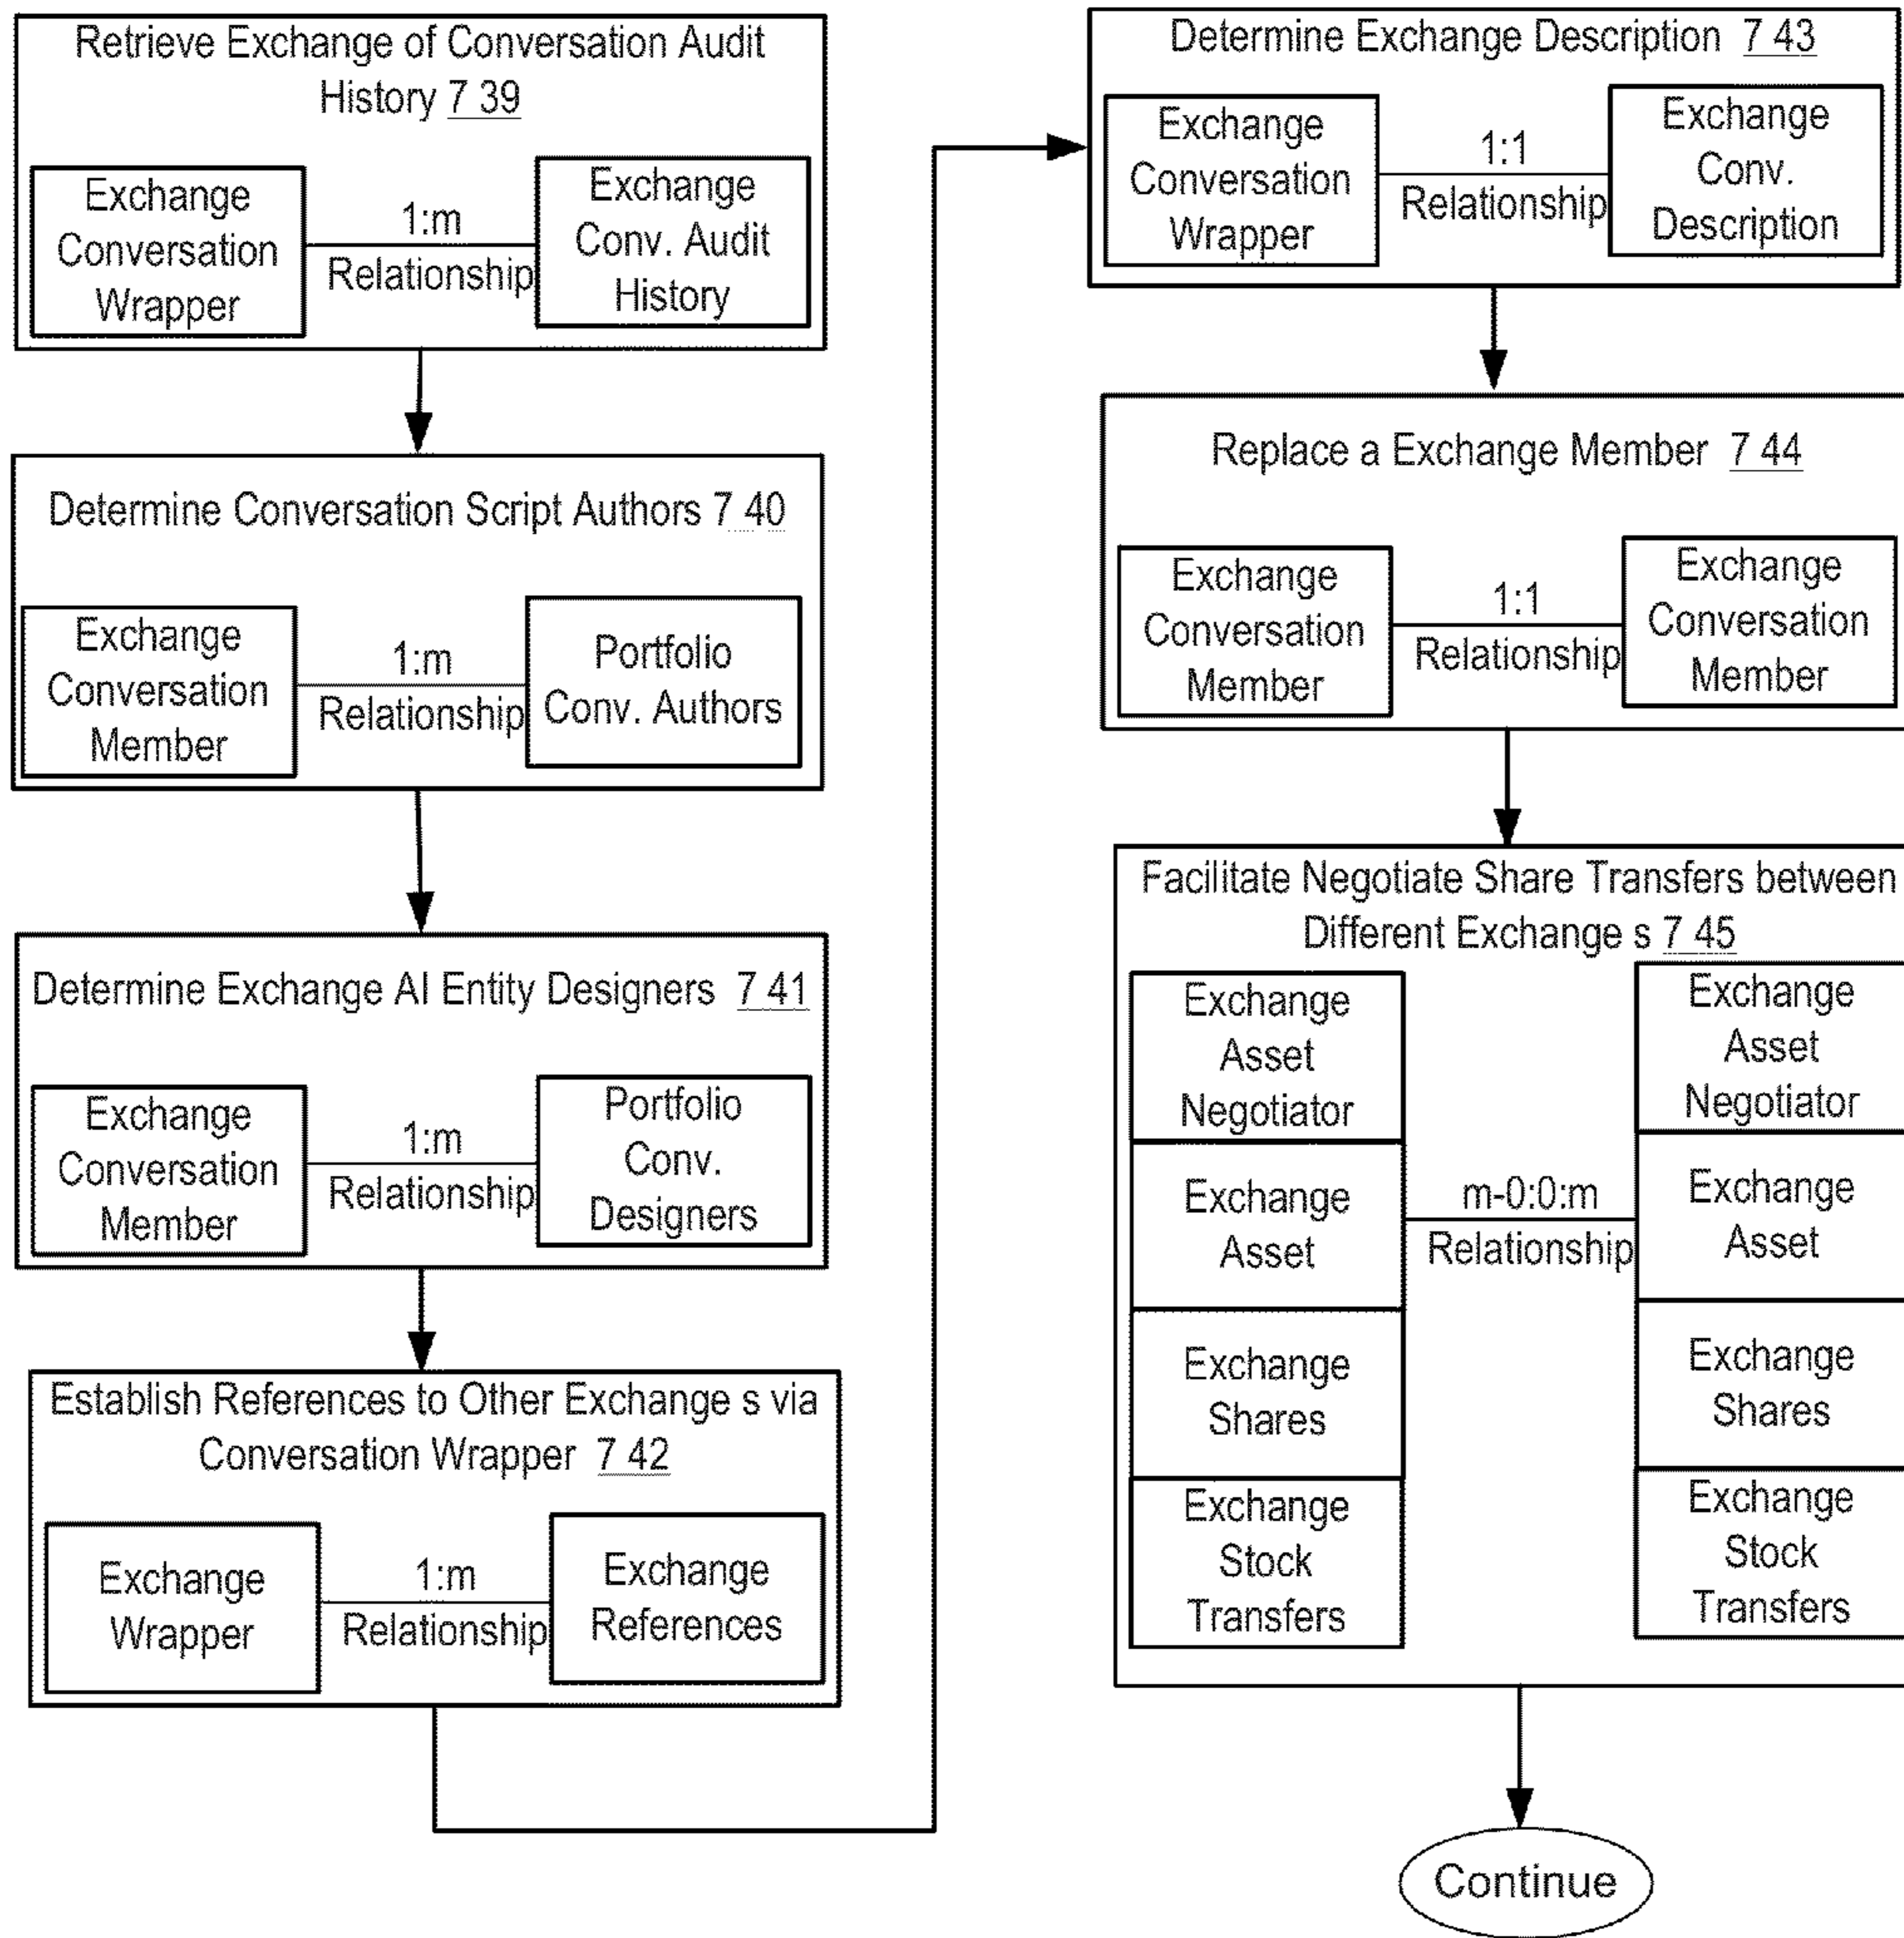 Retrieve Exchange of Conversation Audit
History 7 39
Exchange
Conversation
Wrapper
1:m
Relationship
Exchange
Conv. Audit
History
Determine Conversation Script Authors 7 40
Exchange
Conversation
Member
1:m
Relationship
Portfolio
Conv. Authors
Determine Exchange AI Entity Designers 7 41
Exchange
Conversation
Member
1:m
Relationship
Portfolio
Conv.
Designers
Establish References to Other Exchange s via
Conversation Wrapper 7 42
Exchange
Wrapper
1:m
Relationship
Exchange
References
Determine Exchange Description 7 43
Exchange
Conversation
Wrapper
1:1
Relationship
Exchange
Conv.
Description
Replace a Exchange Member 7 44
Exchange
Conversation
Member
1:1
Relationship
Exchange
Conversation
Member
Facilitate Negotiate Share Transfers between
Different Exchange s 7 45
Exchange
Asset
Negotiator
Exchange
Asset
Exchange
Shares
Exchange
Stock
Transfers
m-0:0:m
Relationship
Exchange
Asset
Negotiator
Exchange
Asset
Exchange
Shares
Exchange
Stock
Transfers
Continue